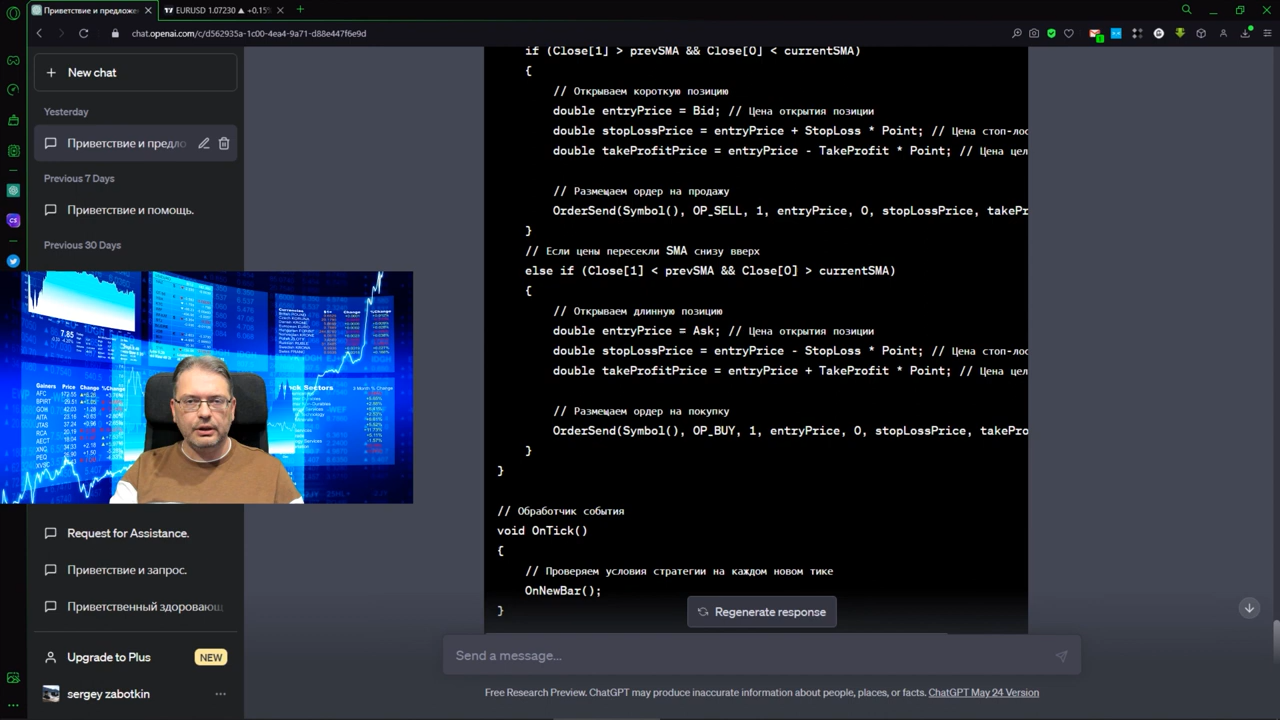 Приветствие и предложе
EURUSD 1.07230 ▲ +0.15%
chat.openai.com/c/d562935a-1c00-4ea4-9a71-d88e447f6e9d
New chat
Yesterday
Приветствие и предло
Previous 7 Days
Приветствие и помощь.
Previous 30 Days
Request for Assistance.
Приветствие и запрос.
Приветственный здоровающ
Upgrade to Plus
NEW
sergey zabotkin
if (Close[1] > prevSMA && Close[0] < currentSMA)
{
// Открываем короткую позицию
double entryPrice = Bid; // Цена открытия позиции
double stopLossPrice = entryPrice + StopLoss * Point; // Цена стоп-лос
double takeProfitPrice = entryPrice - TakeProfit * Point; // Цена цел
// Размещаем ордер на продажу
OrderSend(Symbol(), OP_SELL, 1, entryPrice, 0, stopLossPrice, takePr
}
// Если цены пересекли SMA снизу вверх
else if (Close[1] < prevSMA && Close[0] > currentSMA)
{
// Открываем длинную позицию
double entryPrice = Ask; // Цена открытия позиции
double stopLossPrice = entryPrice - StopLoss * Point; // Цена стоп-лос
double takeProfitPrice = entryPrice + TakeProfit * Point; // Цена цел
// Размещаем ордер на покупку
OrderSend(Symbol(), OP_BUY, 1, entryPrice, 0, stopLossPrice, takePro
}
}
// Обработчик события
void OnTick()
{
// Проверяем условия стратегии на каждом новом тике
OnNewBar();
}
Regenerate response
Send a message...
Free Research Preview. ChatGPT may produce inaccurate information about people, places, or facts. ChatGPT May 24 Version